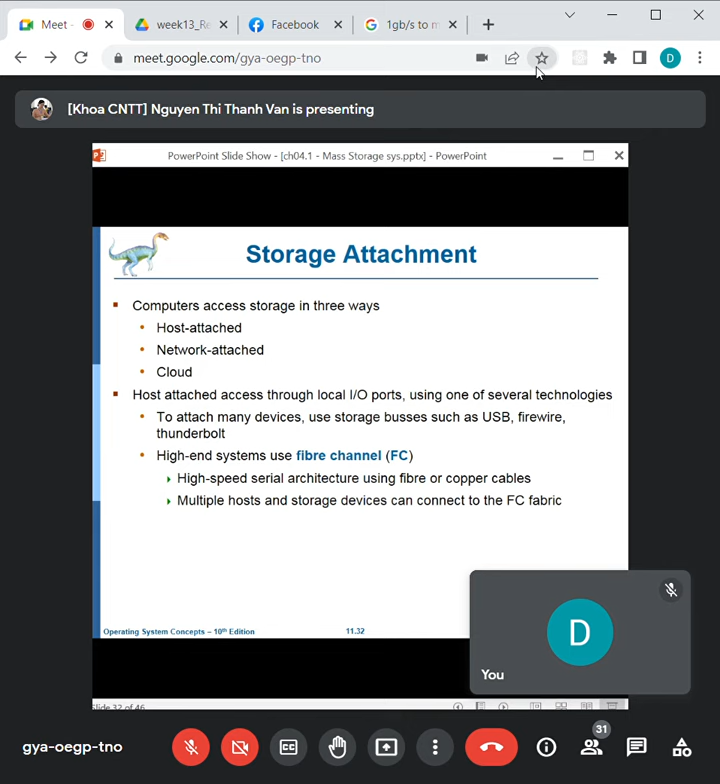 Meet -
week13_Re
Facebook
1gb/s to m
meet.google.com/gya-oegp-tno
D
[Khoa CNTT] Nguyen Thi Thanh Van is presenting
PowerPoint Slide Show - [ch04.1 - Mass Storage sys.pptx] - PowerPoint
Storage Attachment
Computers access storage in three ways
Host-attached
Network-attached
Cloud
Host attached access through local I/O ports, using one of several technologies
To attach many devices, use storage busses such as USB, firewire,
thunderbolt
High-end systems use fibre channel (FC)
High-speed serial architecture using fibre or copper cables
Multiple hosts and storage devices can connect to the FC fabric
D
You
Operating System Concepts – 10th Edition
11.32
Slide 32 of 46
gya-oegp-tno
31